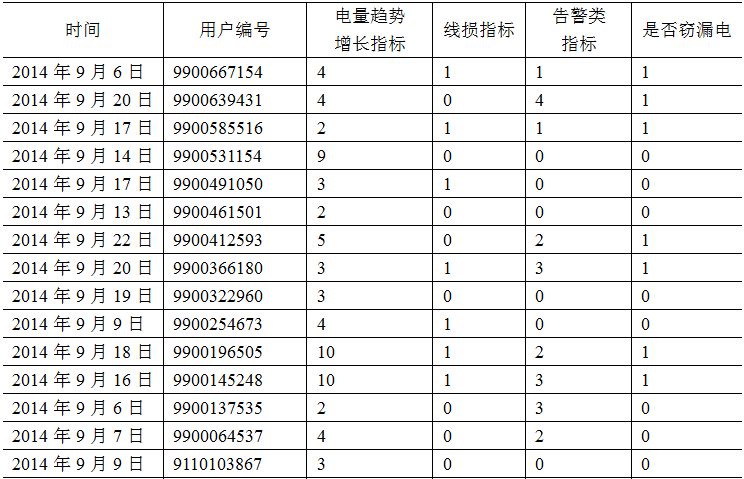 时间 用户编号 电量趋势增长指标 线损指标 告警类指标 是否窃漏电
2014 年 9 月 6 日 9900667154 4 1 1 1
2014 年 9 月 20 日 9900639431 4 0 4 1
2014 年 9 月 17 日 9900585516 2 1 1 1
2014 年 9 月 14 日 9900531154 9 0 0 0
2014 年 9 月 17 日 9900491050 3 1 0 0
2014 年 9 月 13 日 9900461501 2 0 0 0
2014 年 9 月 22 日 9900412593 5 0 2 1
2014 年 9 月 20 日 9900366180 3 1 3 1
2014 年 9 月 19 日 9900322960 3 0 0 0
2014 年 9 月 9 日 9900254673 4 1 0 0
2014 年 9 月 18 日 9900196505 10 1 2 1
2014 年 9 月 16 日 9900145248 10 1 3 1
2014 年 9 月 6 日 9900137535 2 0 3 0
2014 年 9 月 7 日 9900064537 4 0 2 0
2014 年 9 月 9 日 9110103867 3 0 0 0